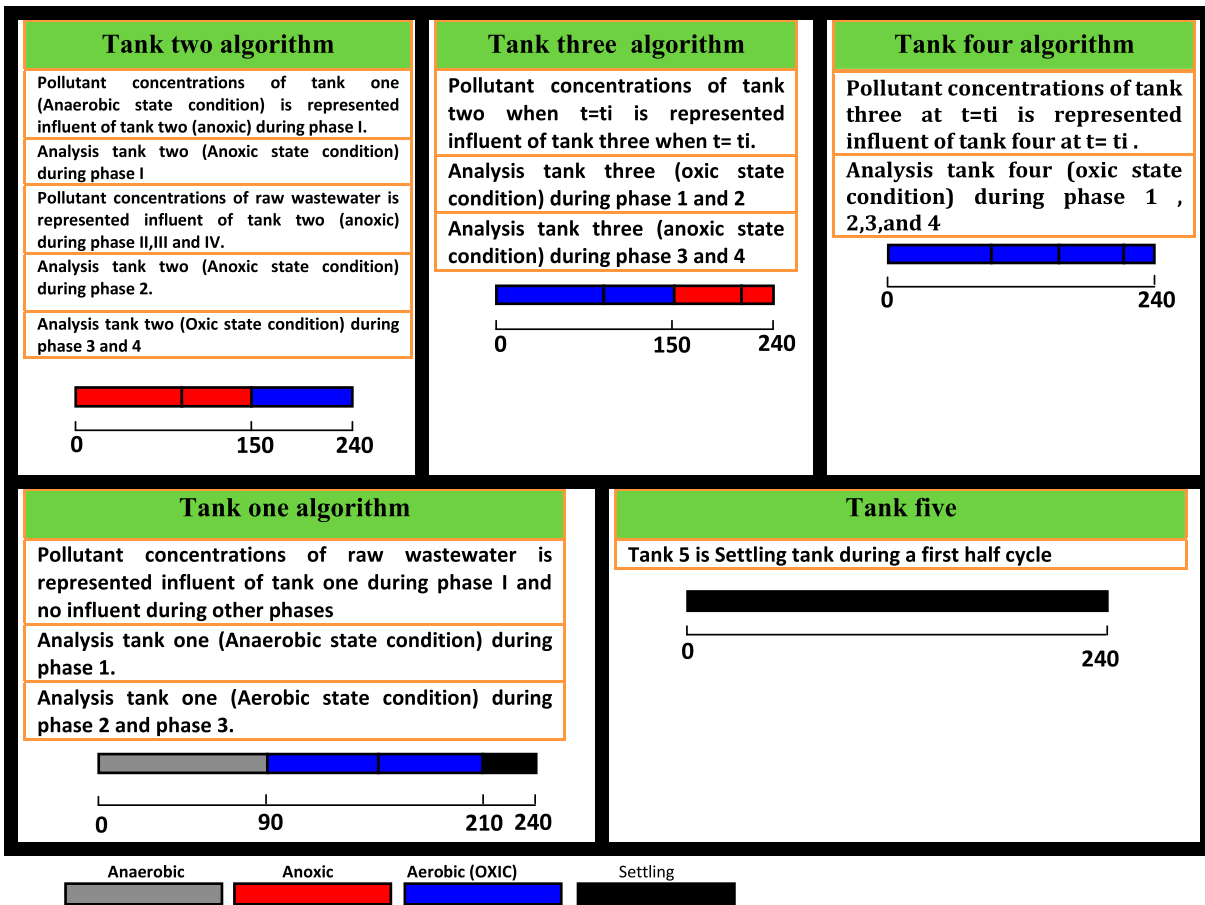 Tank two algorithm
Pollutant concentrations of tank one
(Anaerobic state condition) is represented
influent of tank two (anoxic) during phase I.
Analysis tank two (Anoxic state condition)
during phase I
Pollutant concentrations of raw wastewater is
represented influent of tank two (anoxic)
during phase II,III and IV.
Analysis tank two (Anoxic state condition)
during phase 2.
Analysis tank two (Oxic state condition) during
phase 3 and 4
0 150 240
Tank three algorithm
Pollutant concentrations of tank
two when t=ti is represented
influent of tank three when t= ti.
Analysis tank three (oxic state
condition) during phase 1 and 2
Analysis tank three (anoxic state
condition) during phase 3 and 4
0 150 240
Tank four algorithm
Pollutant concentrations of tank
three at t=ti is represented
influent of tank four at t= ti .
Analysis tank four (oxic state
condition) during phase 1 ,
2,3,and 4
0 240
Tank one algorithm
Pollutant concentrations of raw wastewater is
represented influent of tank one during phase I and
no influent during other phases
Analysis tank one (Anaerobic state condition) during
phase 1.
Analysis tank one (Aerobic state condition) during
phase 2 and phase 3.
0 90 210 240
Tank five
Tank 5 is Settling tank during a first half cycle
0 240
Anaerobic Anoxic Aerobic (OXIC) Settling